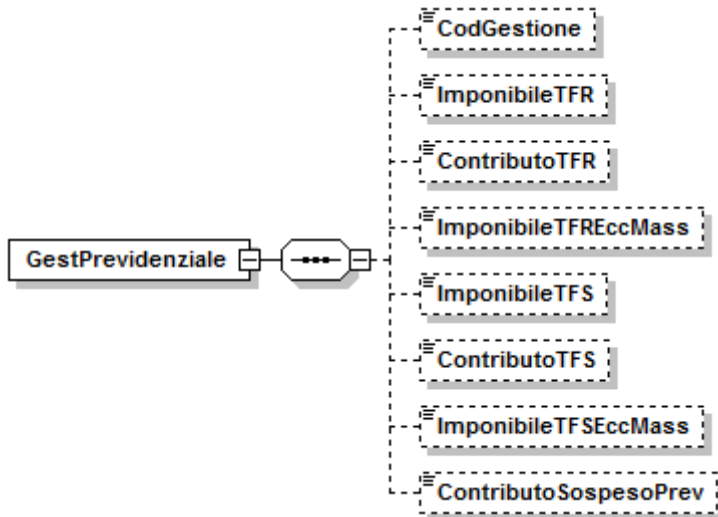 CodGestione
ImponibileTFR
ContributoTFR
ImponibileTFREccMass
GestPrevidenziale
ImponibileTFS
ContributoTFS
ImponibileTFSEccMass
ContributoSospesoPrev